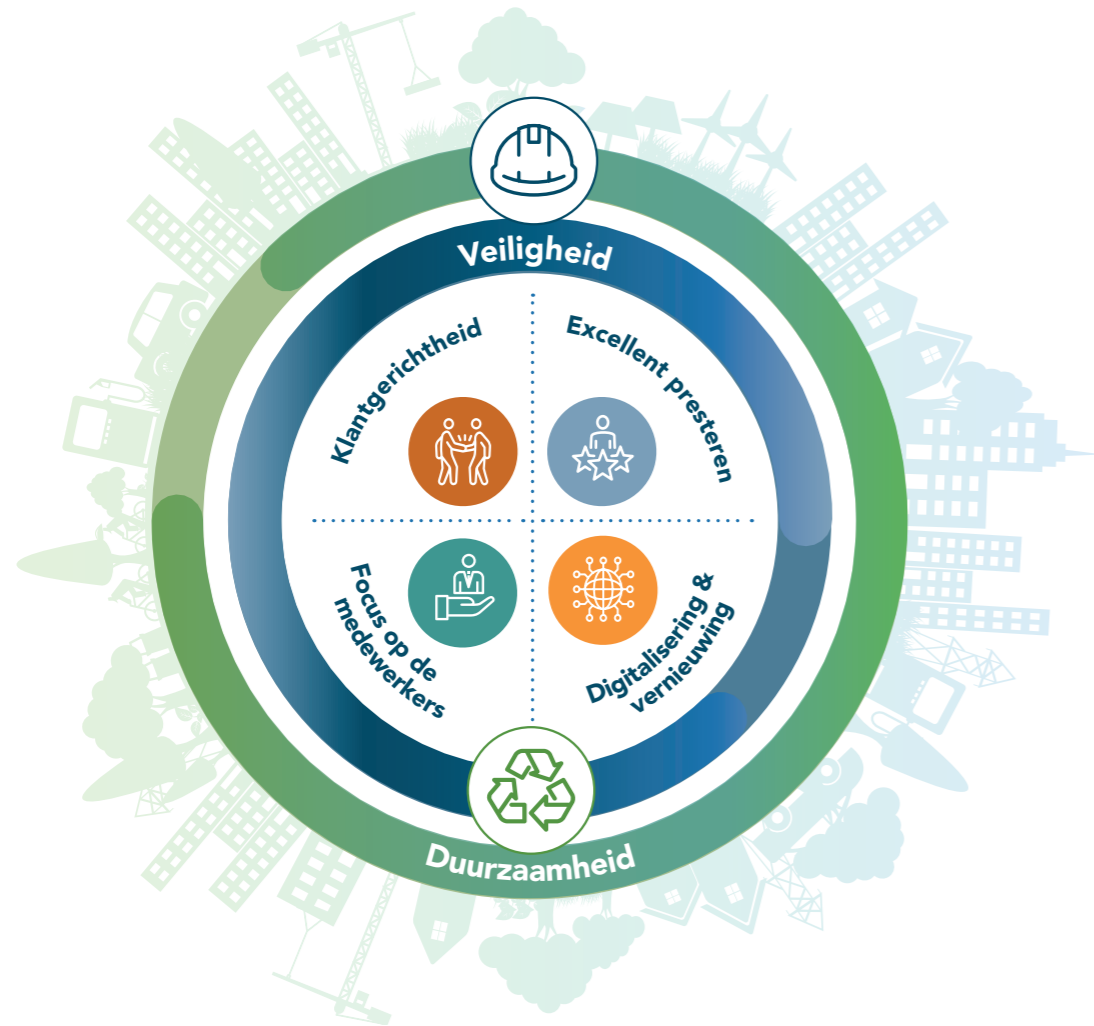 Veiligheid
Klantgerichtheid
Excellent presteren
Focus op de
medewerkers
Digitalisering &
vernieuwing
Duurzaamheid